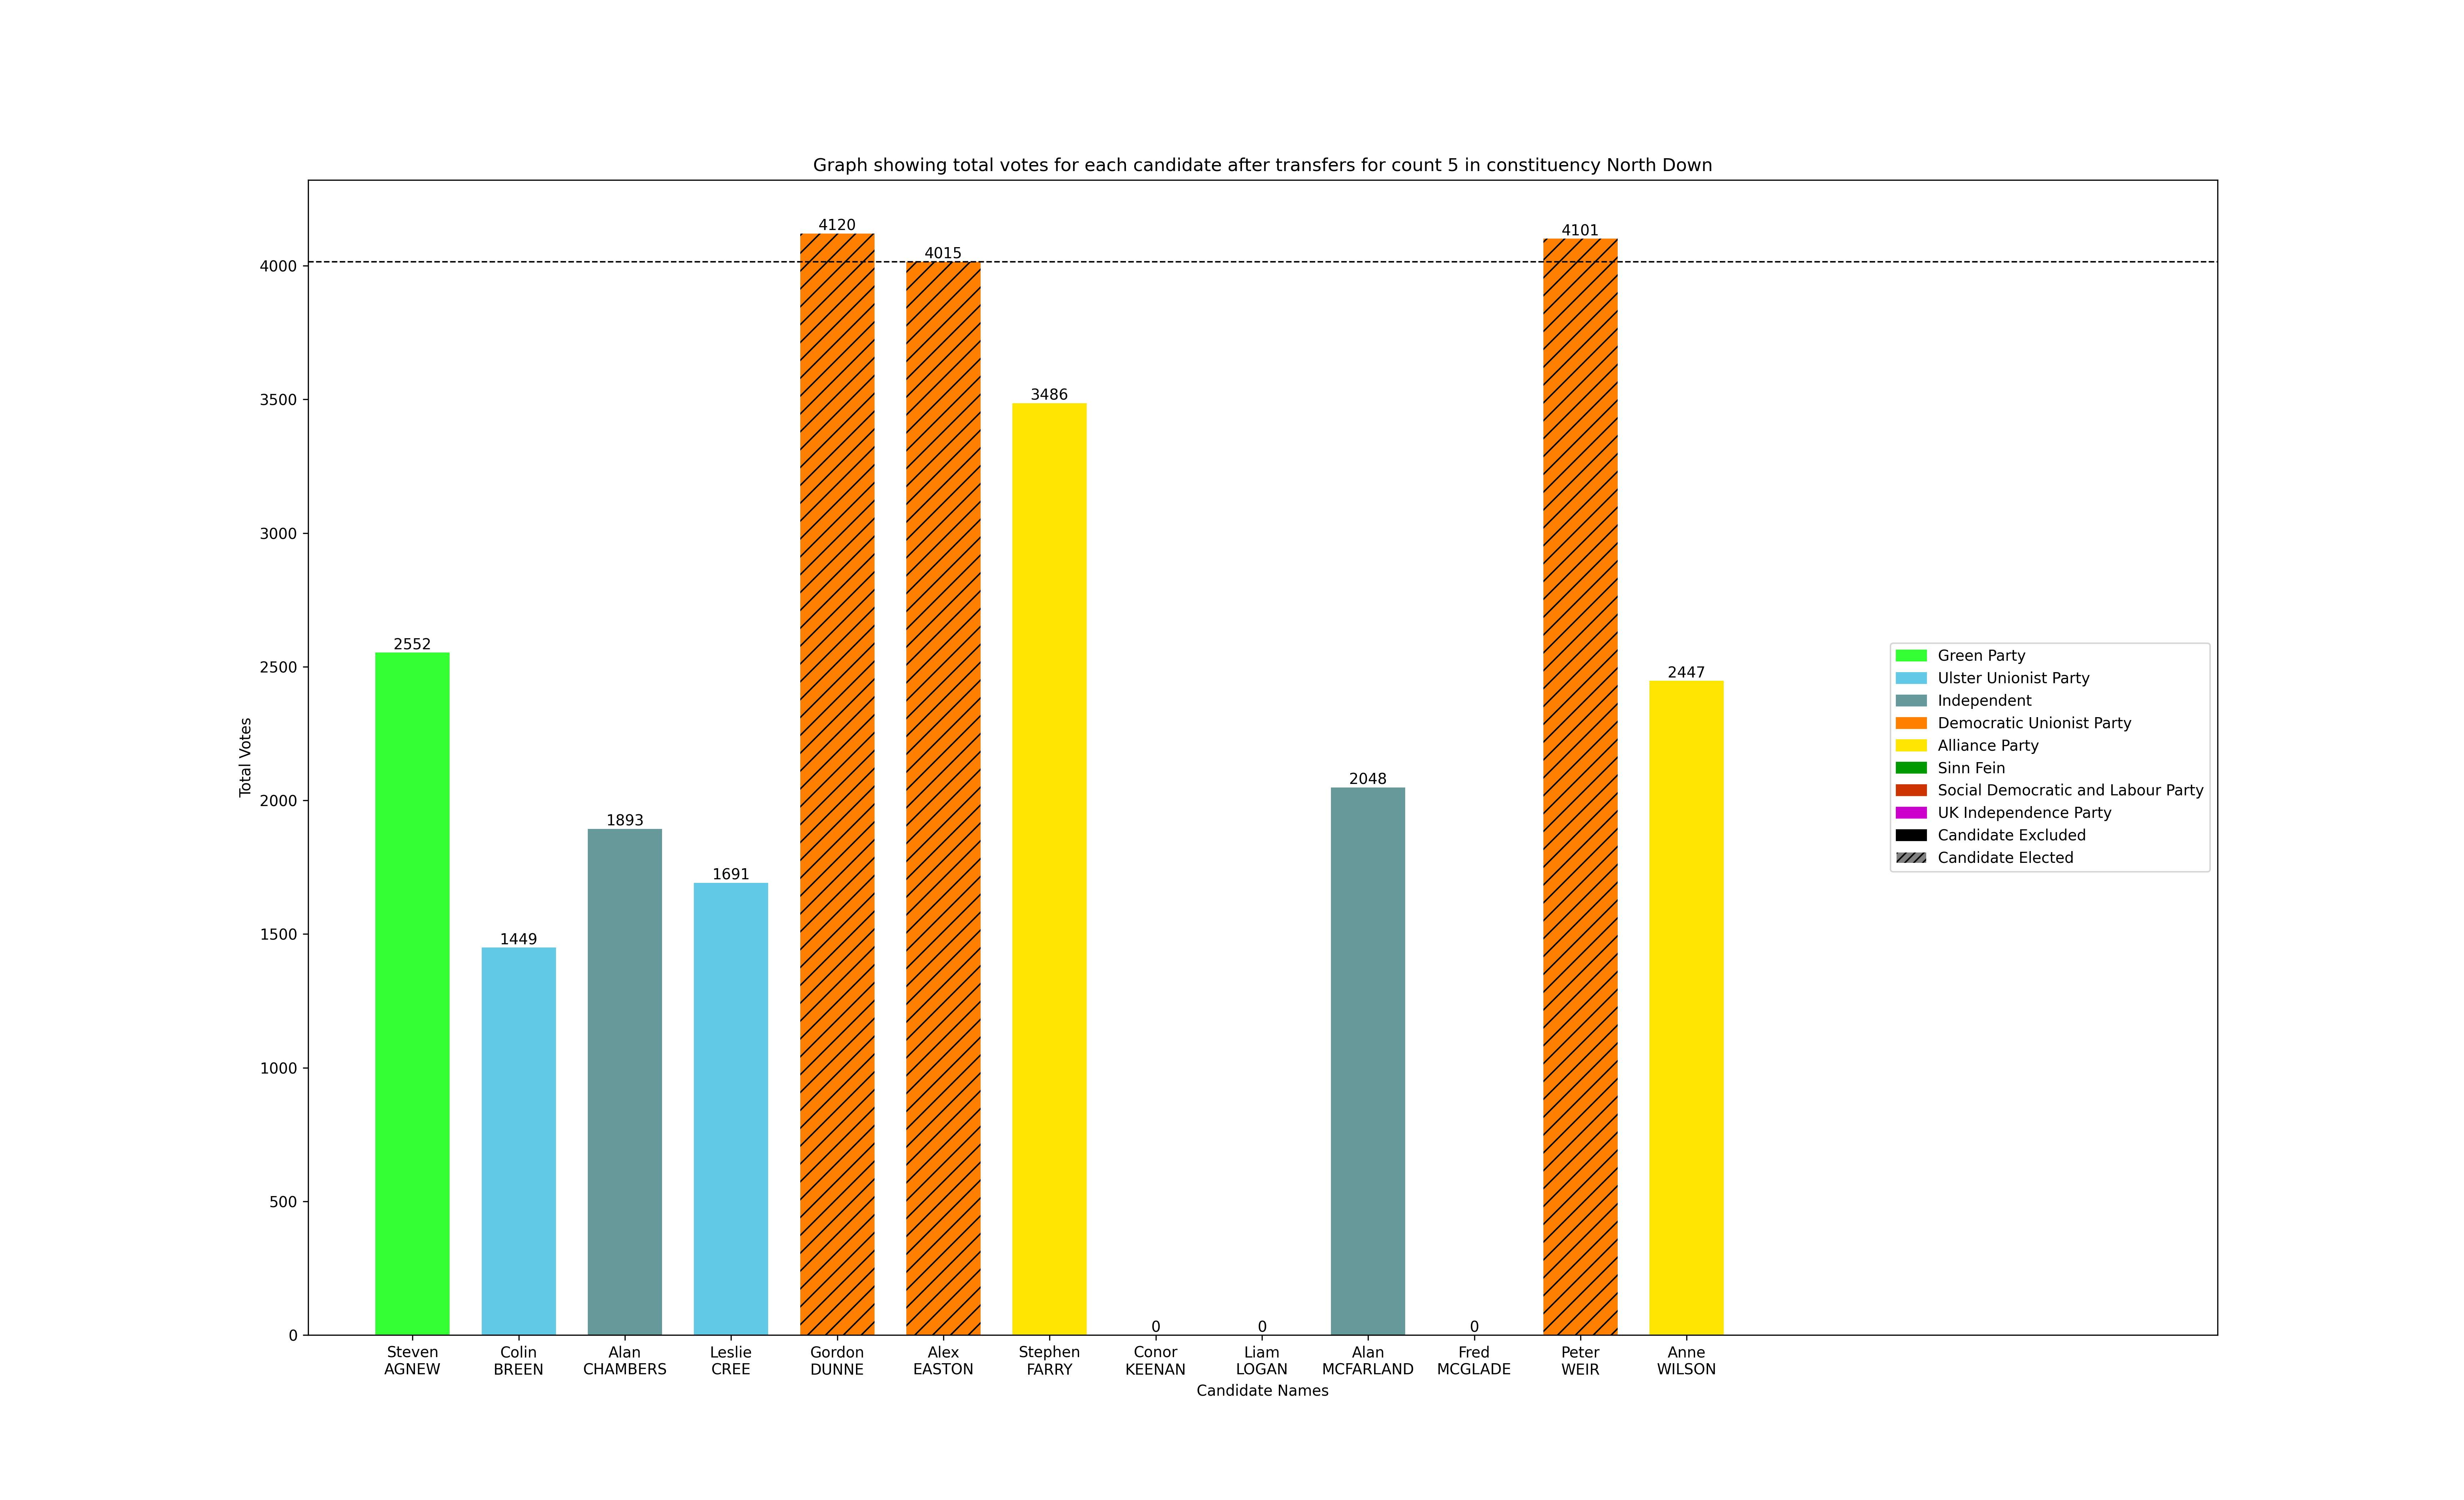 Graph showing total votes for each candidate after transfers for count 5 in constituency North Down
Total Votes
4000
3500
3000
2500
2000
1500
1000
500
0
2552
1449
1893
1691
4120
4015
3486
0
0
2048
0
4101
2447
Green Party
Ulster Unionist Party
Independent
Democratic Unionist Party
Alliance Party
Sinn Fein
Social Democratic and Labour Party
UK Independence Party
Candidate Excluded
Candidate Elected
Steven
AGNEW
Colin
BREEN
Alan
CHAMBERS
Leslie
CREE
Gordon
DUNNE
Alex
EASTON
Stephen
FARRY
Conor
KEENAN
Liam
LOGAN
Alan
MCFARLAND
Fred
MCGLADE
Peter
WEIR
Anne
WILSON
Candidate Names